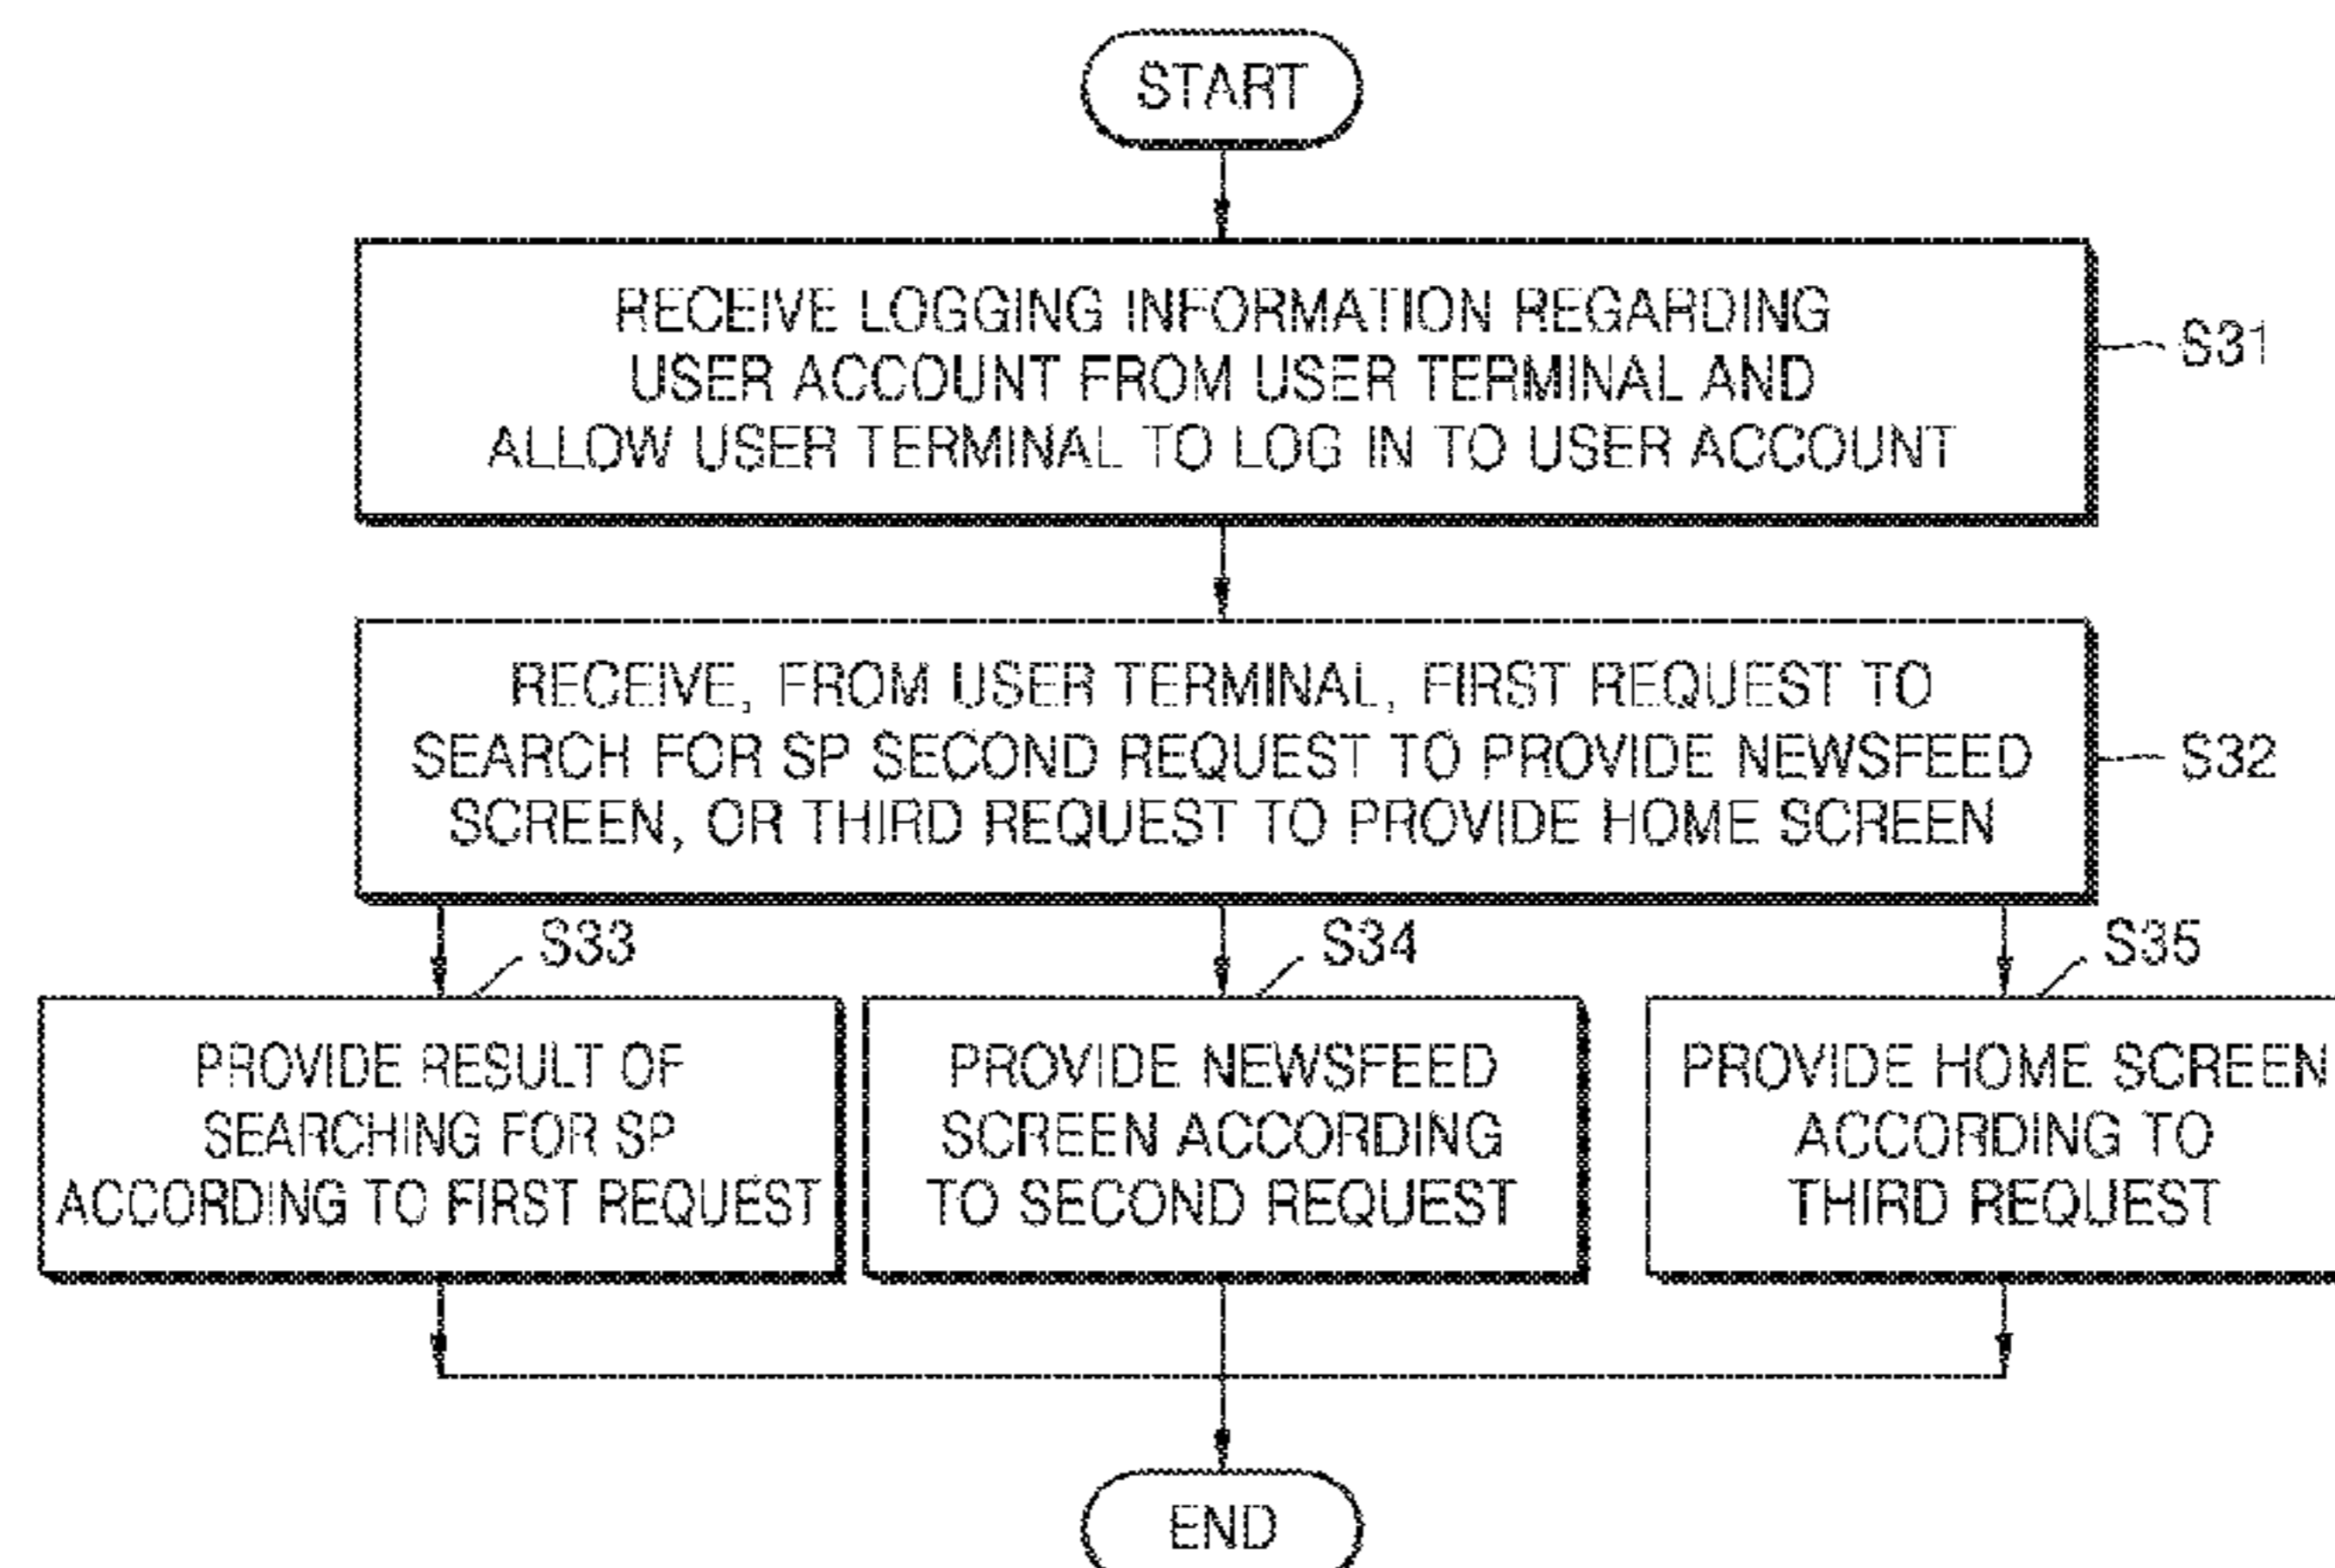 START
RECEIVE LOGGING INFORMATION REGARDING
USER ACCOUNT FROM USER TERMINAL AND
ALLOW USER TERMINAL TO LOG IN TO USER ACCOUNT
S31
RECEIVE, FROM USER TERMINAL, FIRST REQUEST TO
SEARCH FOR SP SECOND REQUEST TO PROVIDE NEWSFEED
SCREEN, OR THIRD REQUEST TO PROVIDE HOME SCREEN
S32
S33
PROVIDE RESULT OF
SEARCHING FOR SP
ACCORDING TO FIRST REQUEST
S34
PROVIDE NEWSFEED
SCREEN ACCORDING
TO SECOND REQUEST
S35
PROVIDE HOME SCREEN
ACCORDING TO
THIRD REQUEST
END